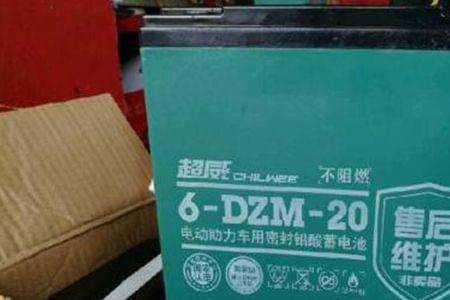 超威 CHILWEE 不阻燃
6-DZM-20
电动助力车用密封铅酸蓄电池
售后
维护
非卖品